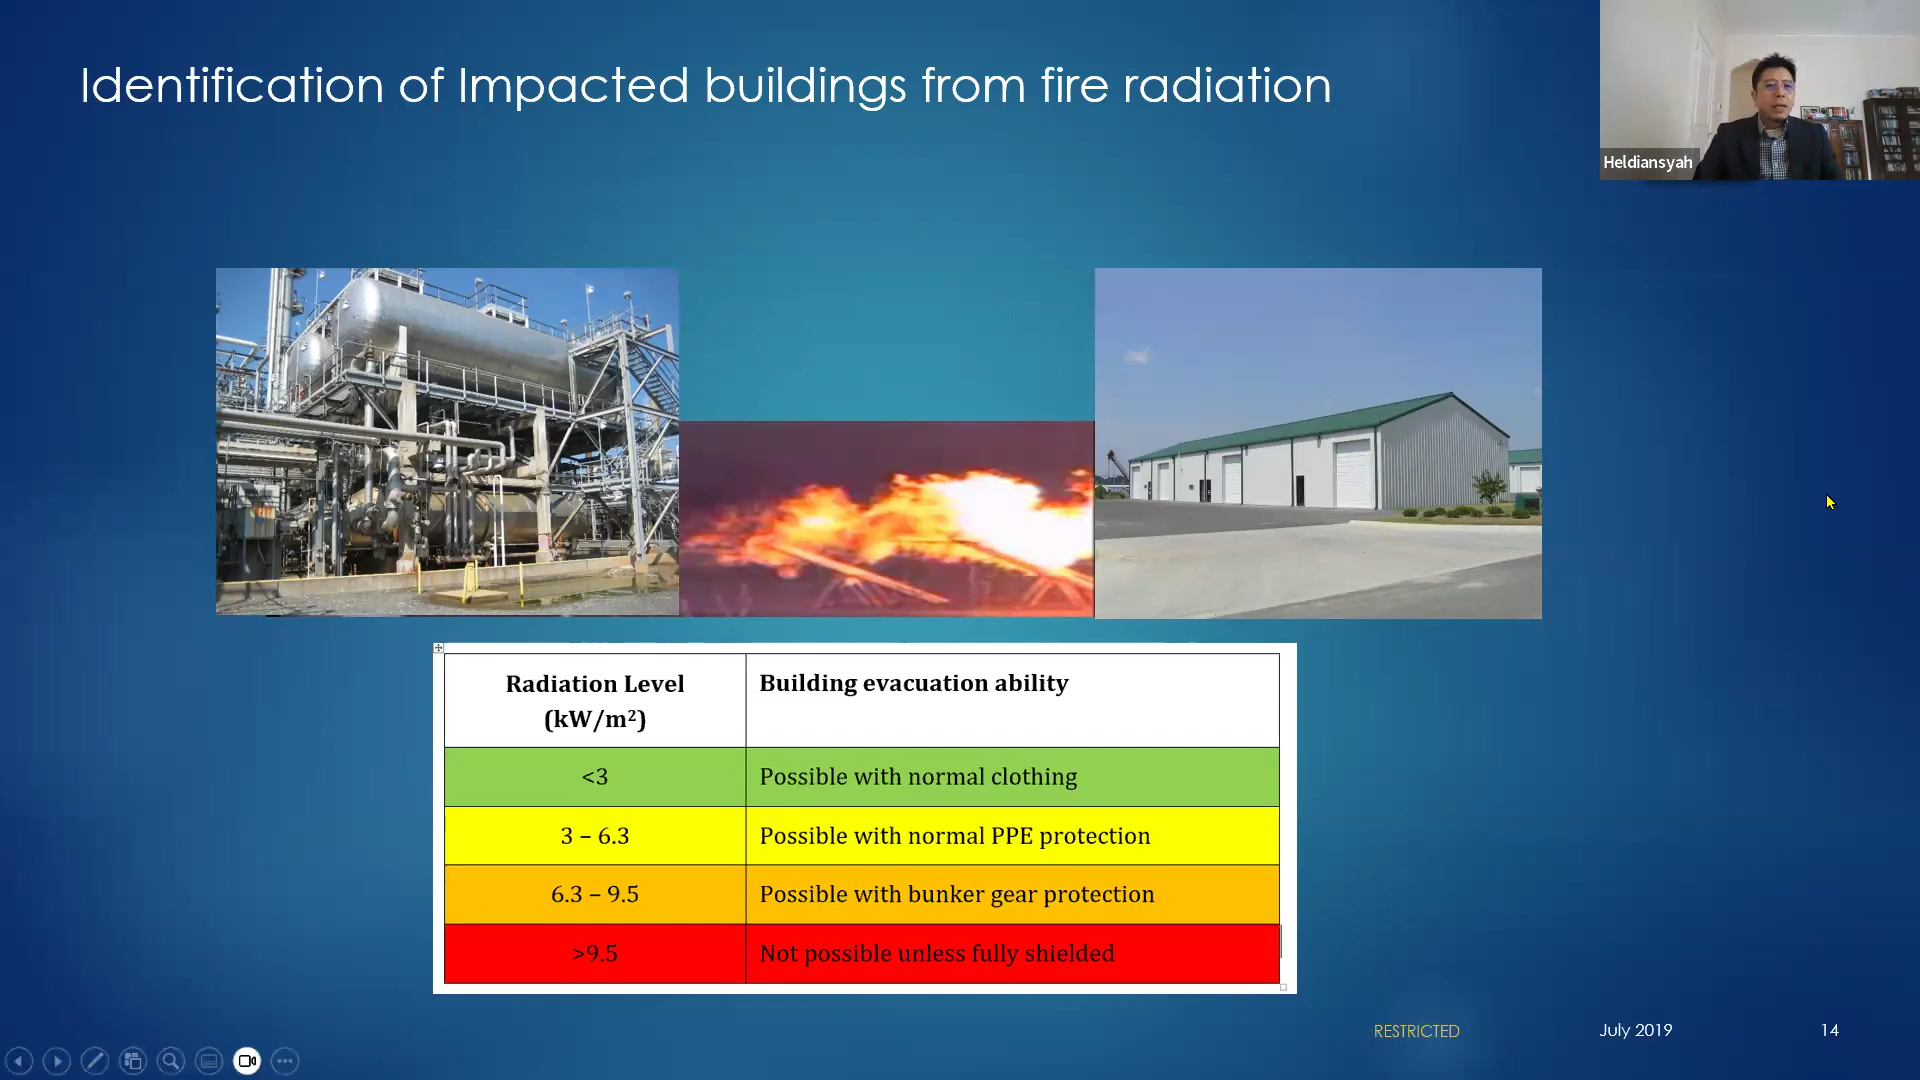 Identification of Impacted buildings from fire radiation
Heldiansyah
Radiation Level
(kW/m²)
Building evacuation ability
<3
Possible with normal clothing
3 – 6.3
Possible with normal PPE protection
6.3 – 9.5
Possible with bunker gear protection
>9.5
Not possible unless fully shielded
RESTRICTED
July 2019
14